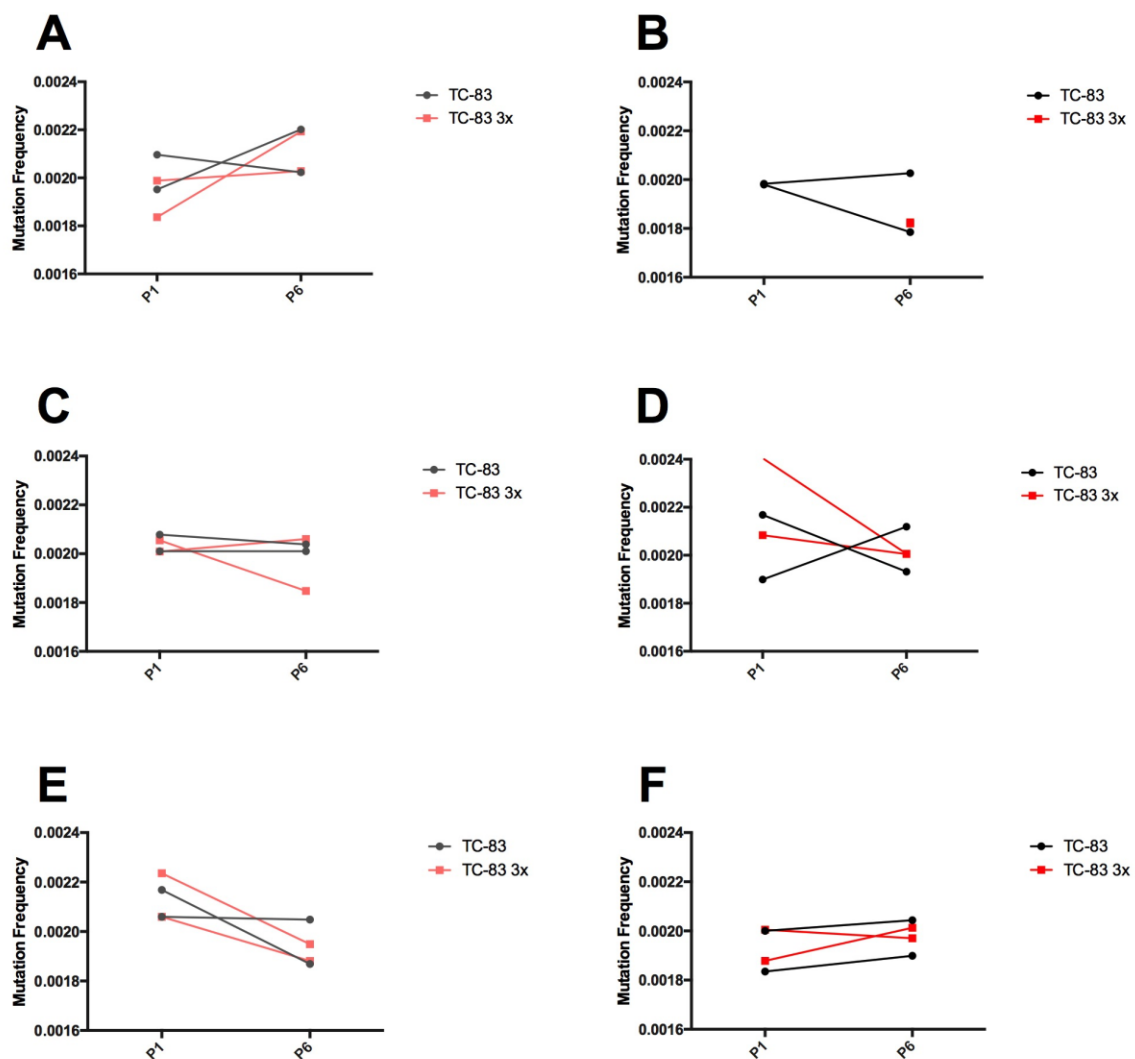 A
0.0024
0.0022
0.0020
0.0018
0.0016
Mutation Frequency
P1
P6
TC-83
TC-83 3x
B
0.0024
0.0022
0.0020
0.0018
0.0016
Mutation Frequency
P1
P6
TC-83
TC-83 3x
C
0.0024
0.0022
0.0020
0.0018
0.0016
Mutation Frequency
P1
P6
TC-83
TC-83 3x
D
0.0024
0.0022
0.0020
0.0018
0.0016
Mutation Frequency
P1
P6
TC-83
TC-83 3x
E
0.0024
0.0022
0.0020
0.0018
0.0016
Mutation Frequency
P1
P6
TC-83
TC-83 3x
F
0.0024
0.0022
0.0020
0.0018
0.0016
Mutation Frequency
P1
P6
TC-83
TC-83 3x